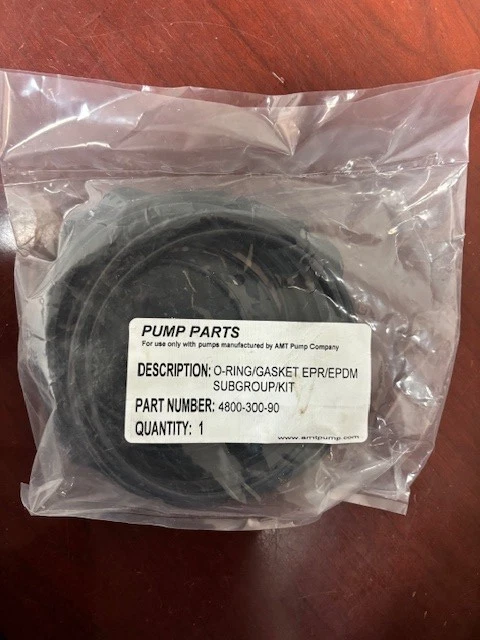 PUMP PARTS
For use only with pumps manufactured by AMT Pump Company
DESCRIPTION: O-RING/GASKET EPR/EPDM
SUBGROUP/KIT
PART NUMBER: 4800-300-90
QUANTITY: 1
www.amtpump.com